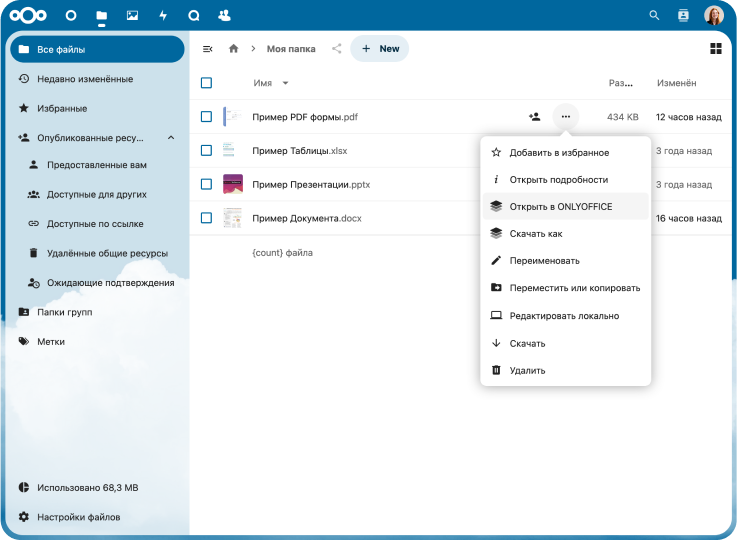 Все файлы
Недавно изменённые
Избранные
Опубликованные ресу...
Предоставленные вам
Доступные для других
Доступные по ссылке
Удалённые общие ресурсы
Ожидающие подтверждения
Папки групп
Метки
Использовано 68,3 MB
Настройки файлов
Моя папка
+ New
Имя
Раз...
Изменён
Пример PDF формы.pdf
434 KB
12 часов назад
Пример Таблицы.xlsx
3 года назад
Пример Презентации.pptx
3 года назад
Пример Документа.docx
16 часов назад
{count} файла
Добавить в избранное
Открыть подробности
Открыть в ONLYOFFICE
Скачать как
Переименовать
Переместить или копировать
Редактировать локально
Скачать
Удалить